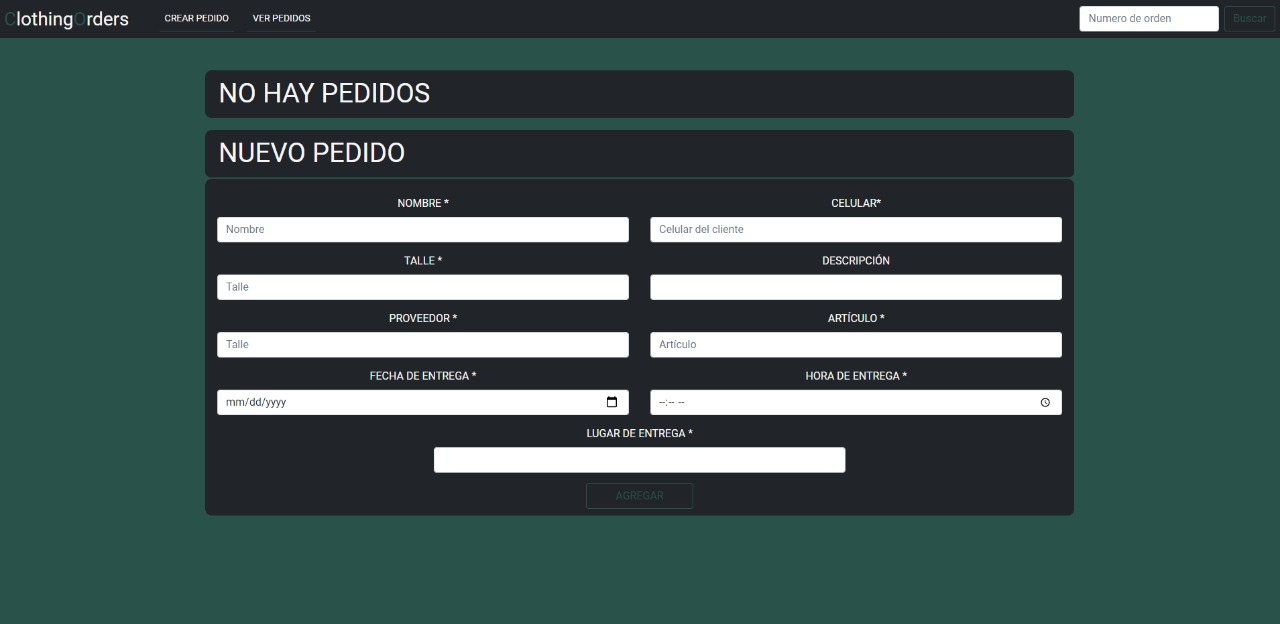 ClothingOrders CREAR PEDIDO VER PEDIDOS Numero de orden Buscar
NO HAY PEDIDOS
NUEVO PEDIDO
NOMBRE * CELULAR*
Nombre Celular del cliente
TALLE * DESCRIPCIÓN
Talle
PROVEEDOR * ARTÍCULO *
Talle Artículo
FECHA DE ENTREGA * HORA DE ENTREGA *
mm/dd/yyyy --:-- --
LUGAR DE ENTREGA *
AGREGAR